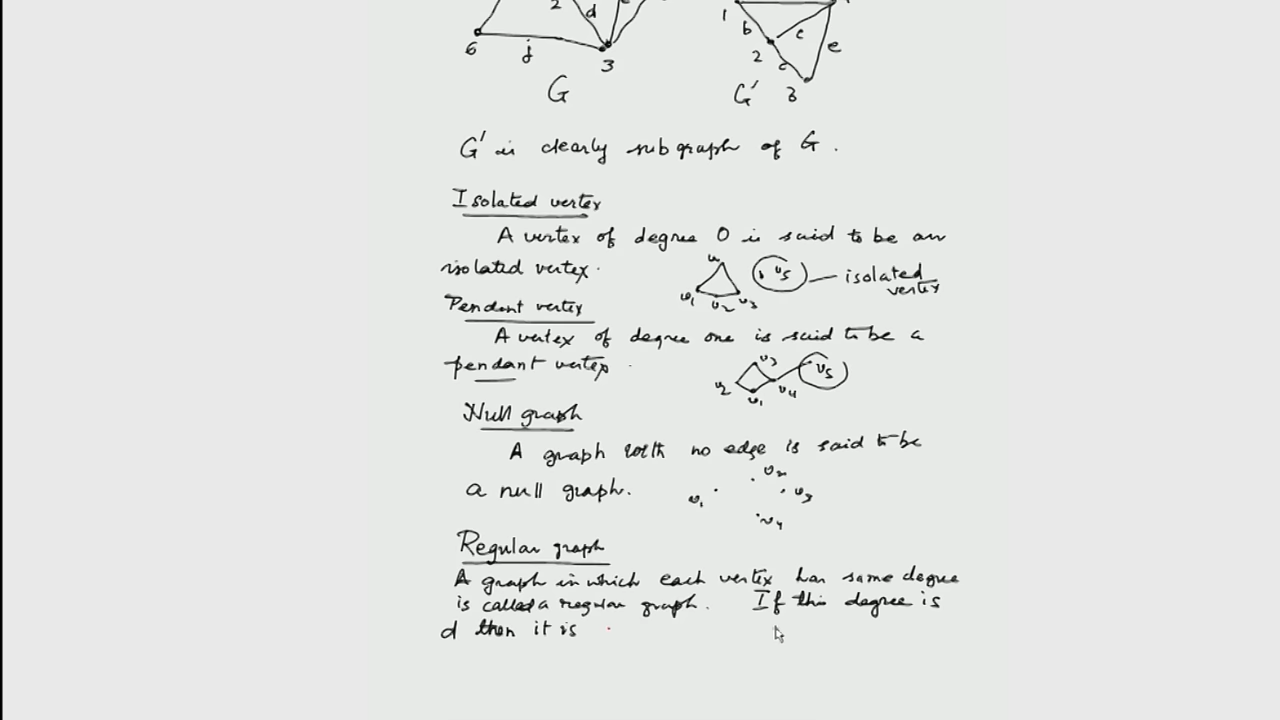 2 d
6 j 3
G
1 b c e
2 c
G' 3
G' is clearly subgraph of G.
Isolated vertex
A vertex of degree 0 is said to be an
isolated vertex.
v5 — isolated vertex
v1 v2 v3
Pendant vertex
A vertex of degree one is said to be a
pendant vertex.
v3 v5
v2 v1 v4
Null graph
A graph with no edge is said to be
a null graph.
v1 v2 v3
v4
Regular graph
A graph in which each vertex has same degree
is called a regular graph. If this degree is
d then it is